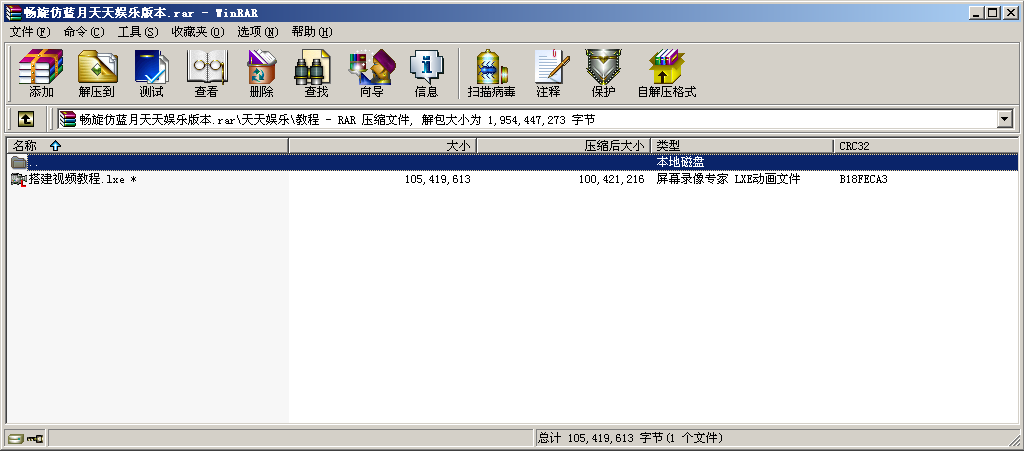 畅旋仿蓝月天天娱乐版本.rar - WinRAR
文件(F) 命令(C) 工具(S) 收藏夹(O) 选项(N) 帮助(H)
添加 解压到 测试 查看 删除 查找 向导 信息 扫描病毒 注释 保护 自解压格式
畅旋仿蓝月天天娱乐版本.rar\天天娱乐\教程 - RAR 压缩文件, 解包大小为 1,954,447,273 字节
名称 大小 压缩后大小 类型 CRC32
.. 本地磁盘
搭建视频教程.lxe * 105,419,613 100,421,216 屏幕录像专家 LXE动画文件 B18FECA3
总计 105,419,613 字节(1 个文件)